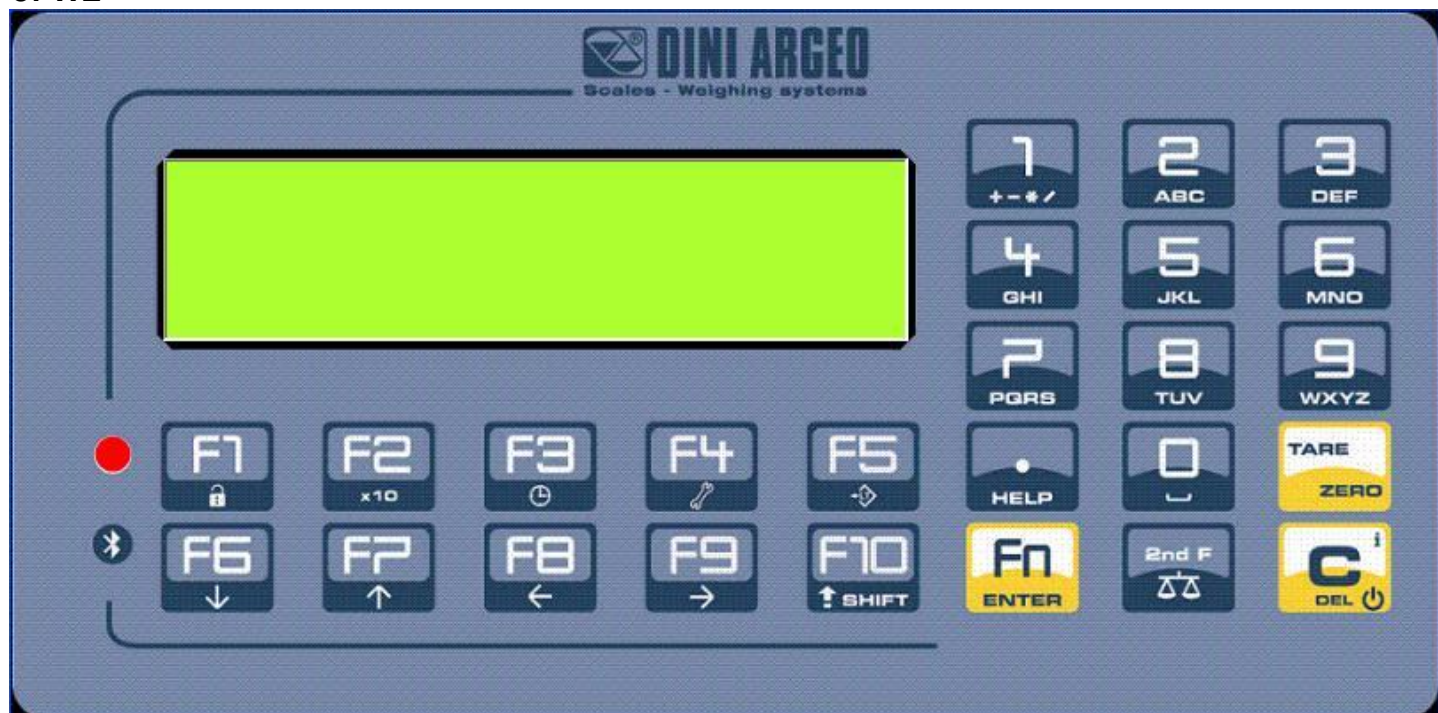 DINI ARGEO
Scales - Weighing systems
1 2 3
+ - * / ABC DEF
4 5 6
GHI JKL MNO
7 8 9
PQRS TUV WXYZ
F1 F2 F3 F4 F5 . 0 TARE
x10 HELP ZERO
F6 F7 F8 F9 F10 Fn 2nd F C i
SHIFT ENTER DEL